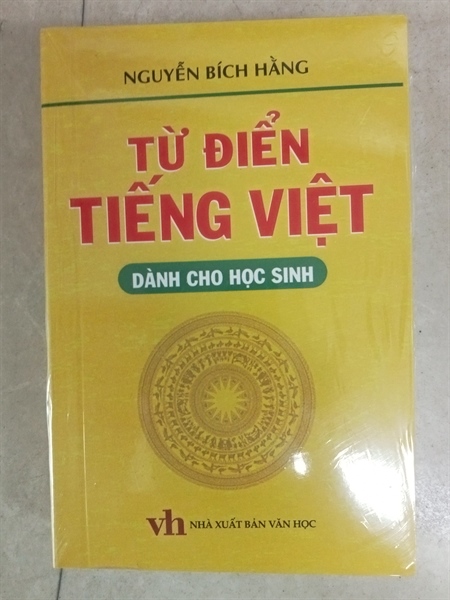 NGUYỄN BÍCH HẰNG
TỪ ĐIỂN
TIẾNG VIỆT
DÀNH CHO HỌC SINH
vh NHÀ XUẤT BẢN VĂN HỌC